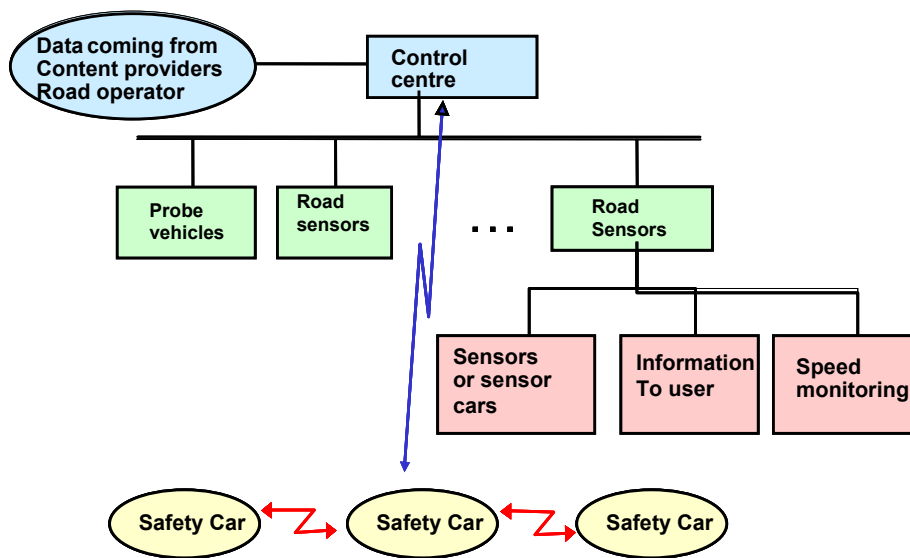 Data coming from
Content providers
Road operator
Control
centre
Probe
vehicles
Road
sensors
...
Road
Sensors
Sensors
or sensor
cars
Information
To user
Speed
monitoring
Safety Car
Safety Car
Safety Car